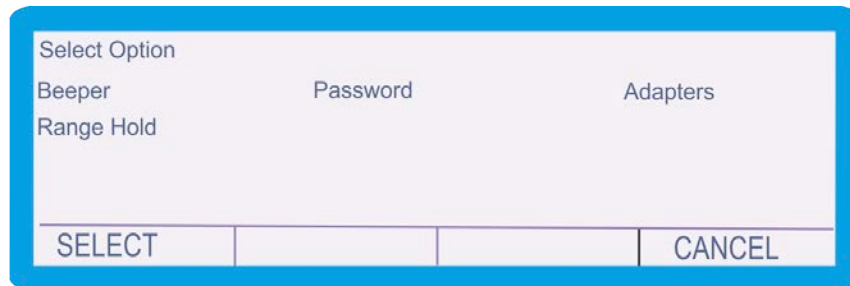 Select Option
Beeper Password Adapters
Range Hold
SELECT CANCEL